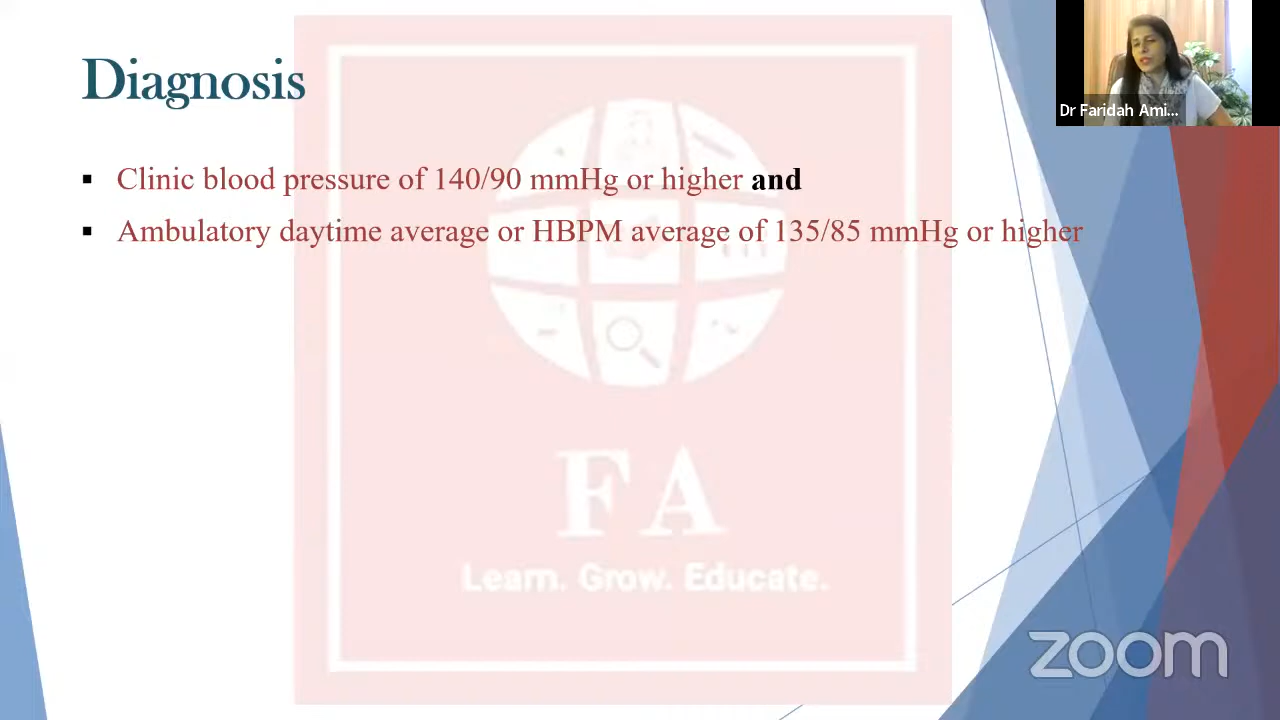 Diagnosis
Dr Faridah Ami...
▪ Clinic blood pressure of 140/90 mmHg or higher and
▪ Ambulatory daytime average or HBPM average of 135/85 mmHg or higher
F A
Learn. Grow. Educate.
zoom